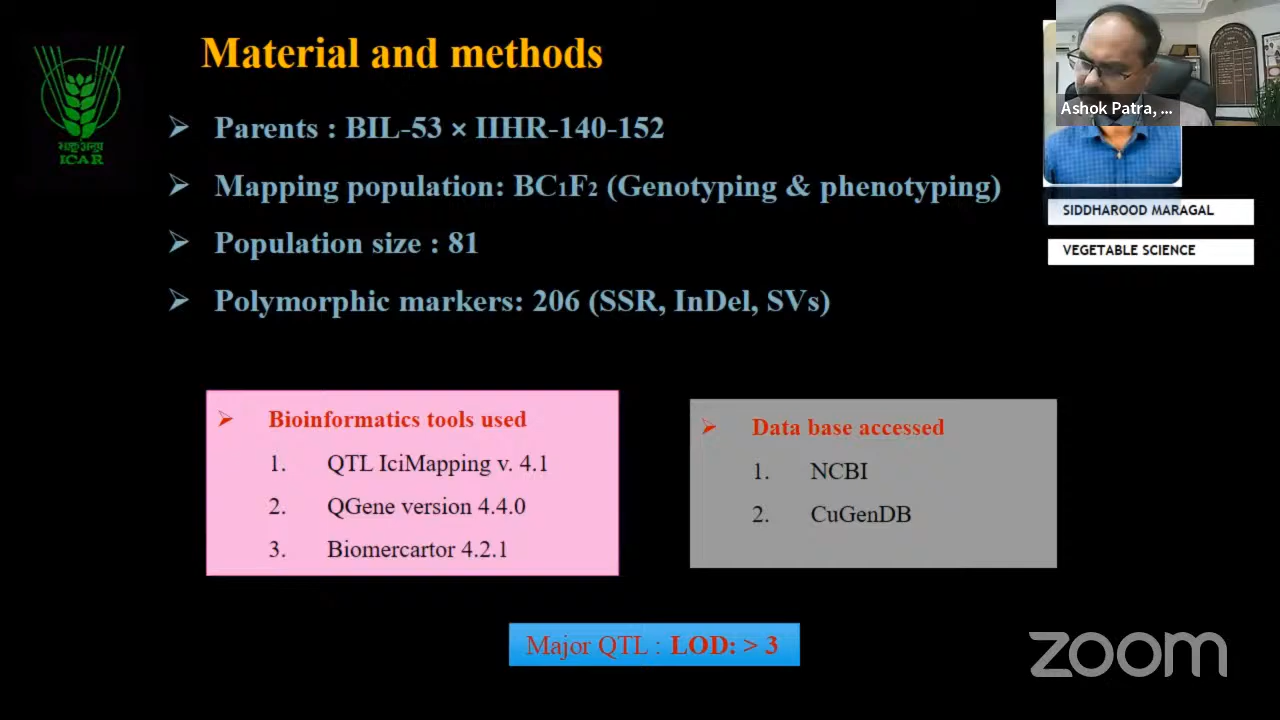 Material and methods
➢ Parents : BIL-53 × IIHR-140-152
➢ Mapping population: BC1F2 (Genotyping & phenotyping)
➢ Population size : 81
➢ Polymorphic markers: 206 (SSR, InDel, SVs)
➢ Bioinformatics tools used
1. QTL IciMapping v. 4.1
2. QGene version 4.4.0
3. Biomercartor 4.2.1
➢ Data base accessed
1. NCBI
2. CuGenDB
Major QTL : LOD: > 3
ICAR
Ashok Patra, ...
SIDDHAROOD MARAGAL
VEGETABLE SCIENCE
zoom